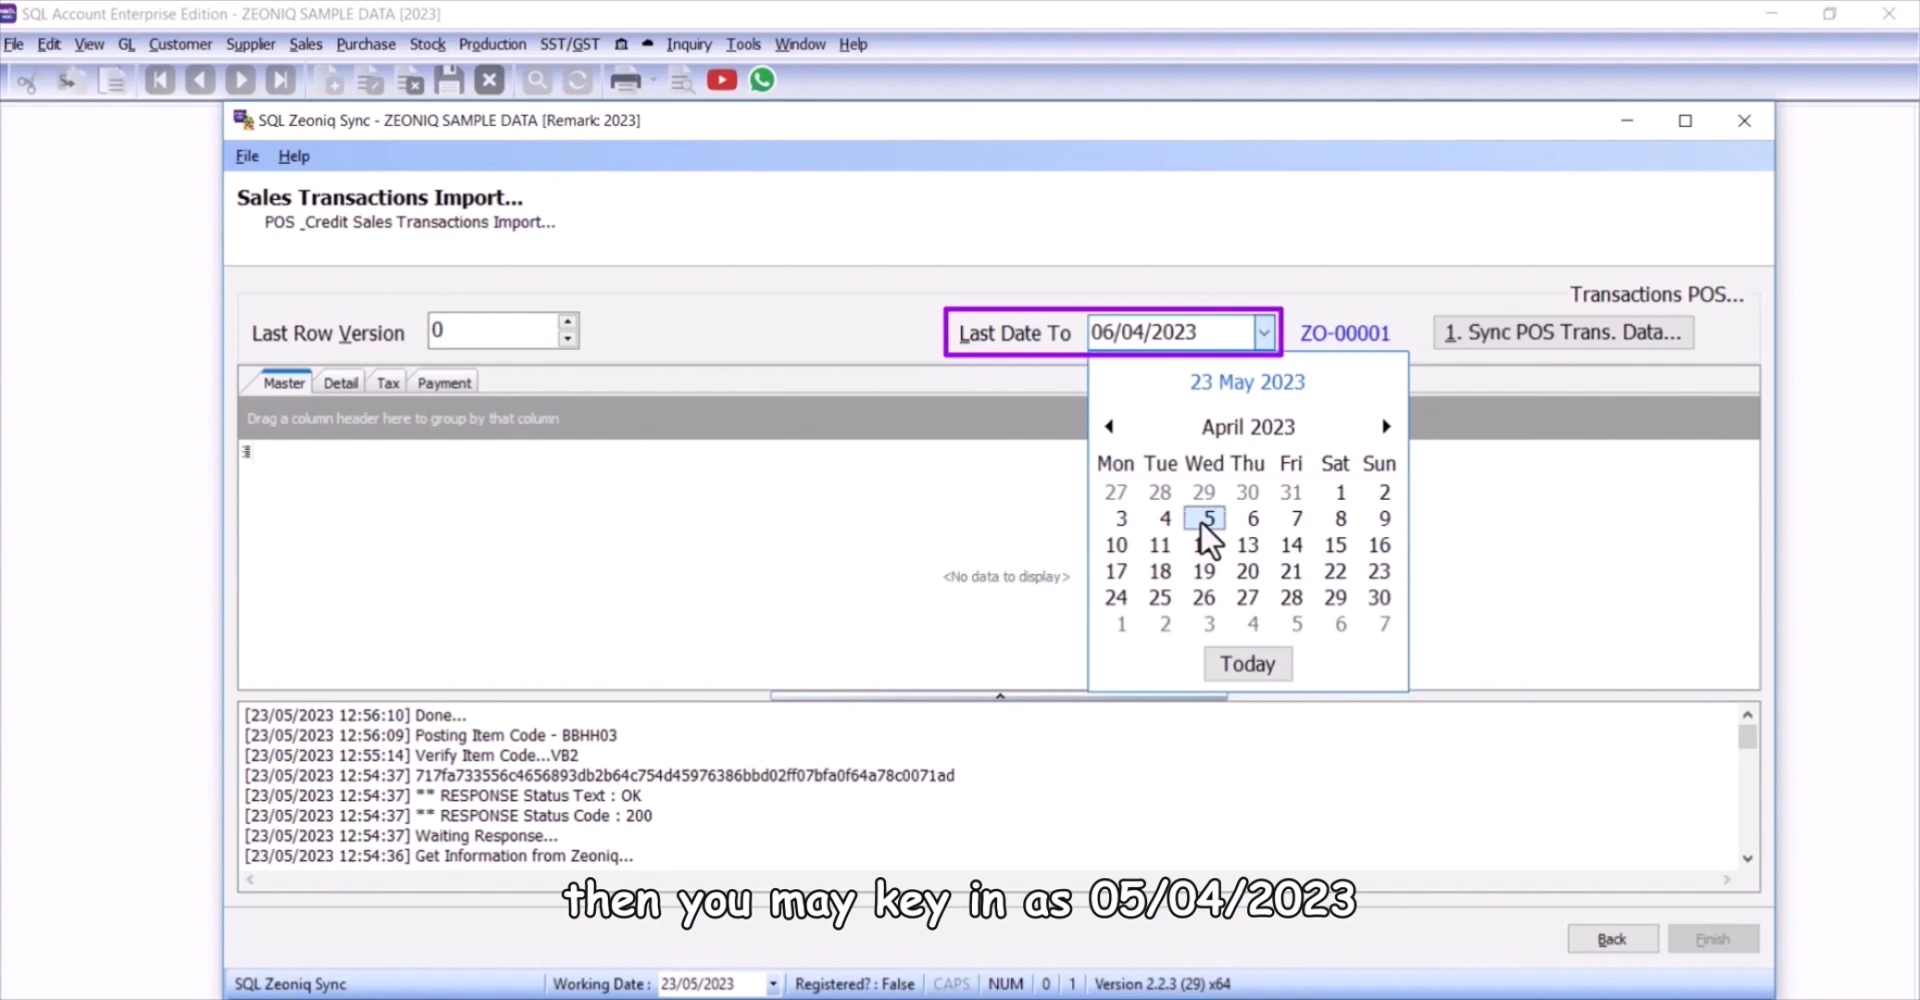 SQL Account Enterprise Edition - ZEONIQ SAMPLE DATA [2023]
File Edit View GL Customer Supplier Sales Purchase Stock Production SST/GST Inquiry Tools Window Help
SQL Zeoniq Sync - ZEONIQ SAMPLE DATA [Remark: 2023]
File Help
Sales Transactions Import...
POS _Credit Sales Transactions Import...
Transactions POS...
Last Row Version 0 Last Date To 06/04/2023 ZO-00001 1. Sync POS Trans. Data...
Master Detail Tax Payment
Drag a column header here to group by that column
<No data to display>
23 May 2023
April 2023
Mon Tue Wed Thu Fri Sat Sun
27 28 29 30 31 1 2
3 4 5 6 7 8 9
10 11 13 14 15 16
17 18 19 20 21 22 23
24 25 26 27 28 29 30
1 2 3 4 5 6 7
Today
[23/05/2023 12:56:10] Done...
[23/05/2023 12:56:09] Posting Item Code - BBHH03
[23/05/2023 12:55:14] Verify Item Code...VB2
[23/05/2023 12:54:37] 717fa733556c4656893db2b64c754d45976386bbd02ff07bfa0f64a78c0071ad
[23/05/2023 12:54:37] ** RESPONSE Status Text : OK
[23/05/2023 12:54:37] ** RESPONSE Status Code : 200
[23/05/2023 12:54:37] Waiting Response...
[23/05/2023 12:54:36] Get Information from Zeoniq...
then you may key in as 05/04/2023
Back Finish
SQL Zeoniq Sync Working Date : 23/05/2023 Registered? : False CAPS NUM 0 1 Version 2.2.3 (29) x64